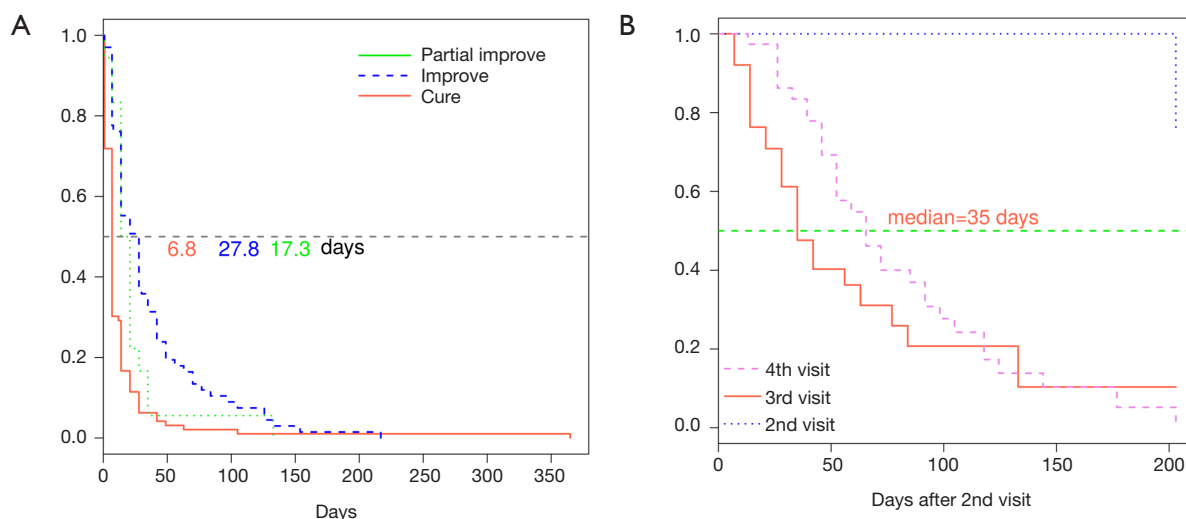 A
1.0
0.8
0.6
0.4
0.2
0.0
Partial improve
Improve
Cure
6.8 27.8 17.3 days
0 50 100 150 200 250 300 350
Days
B
1.0
0.8
0.6
0.4
0.2
0.0
median=35 days
4th visit
3rd visit
2nd visit
0 50 100 150 200
Days after 2nd visit